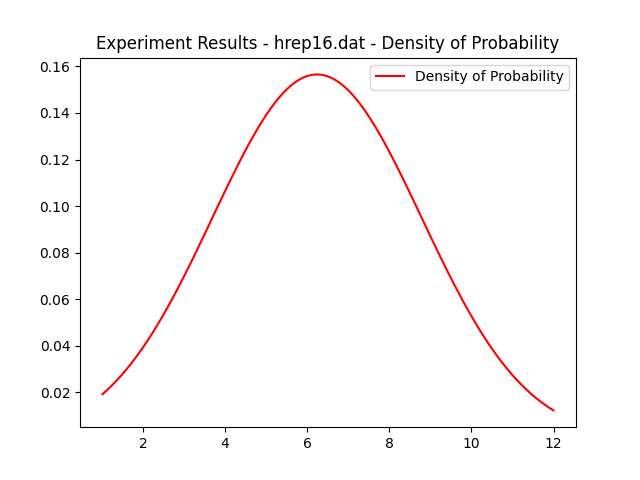 Experiment Results - hrep16.dat - Density of Probability
Density of Probability
0.16
0.14
0.12
0.10
0.08
0.06
0.04
0.02
2 4 6 8 10 12